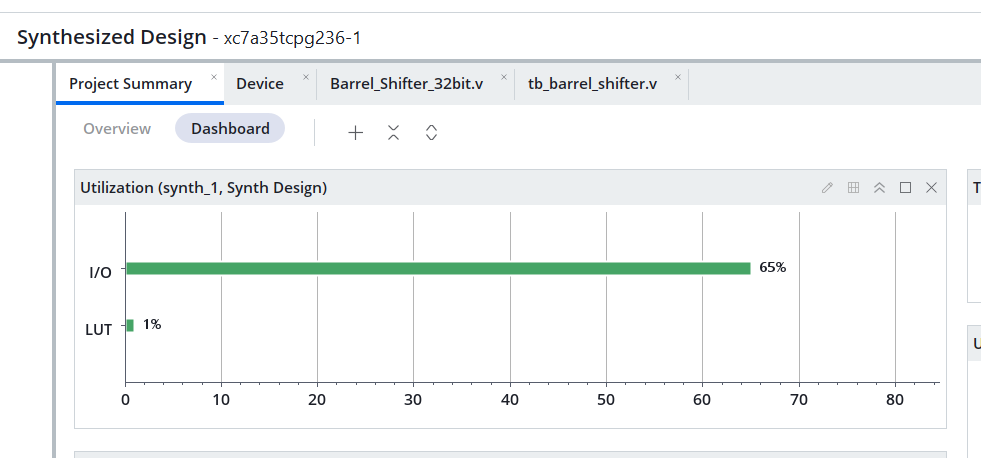 Synthesized Design - xc7a35tcpg236-1
Project Summary × Device × Barrel_Shifter_32bit.v × tb_barrel_shifter.v ×
Overview Dashboard
Utilization (synth_1, Synth Design)
T
I/O 65%
LUT 1%
U
0 10 20 30 40 50 60 70 80